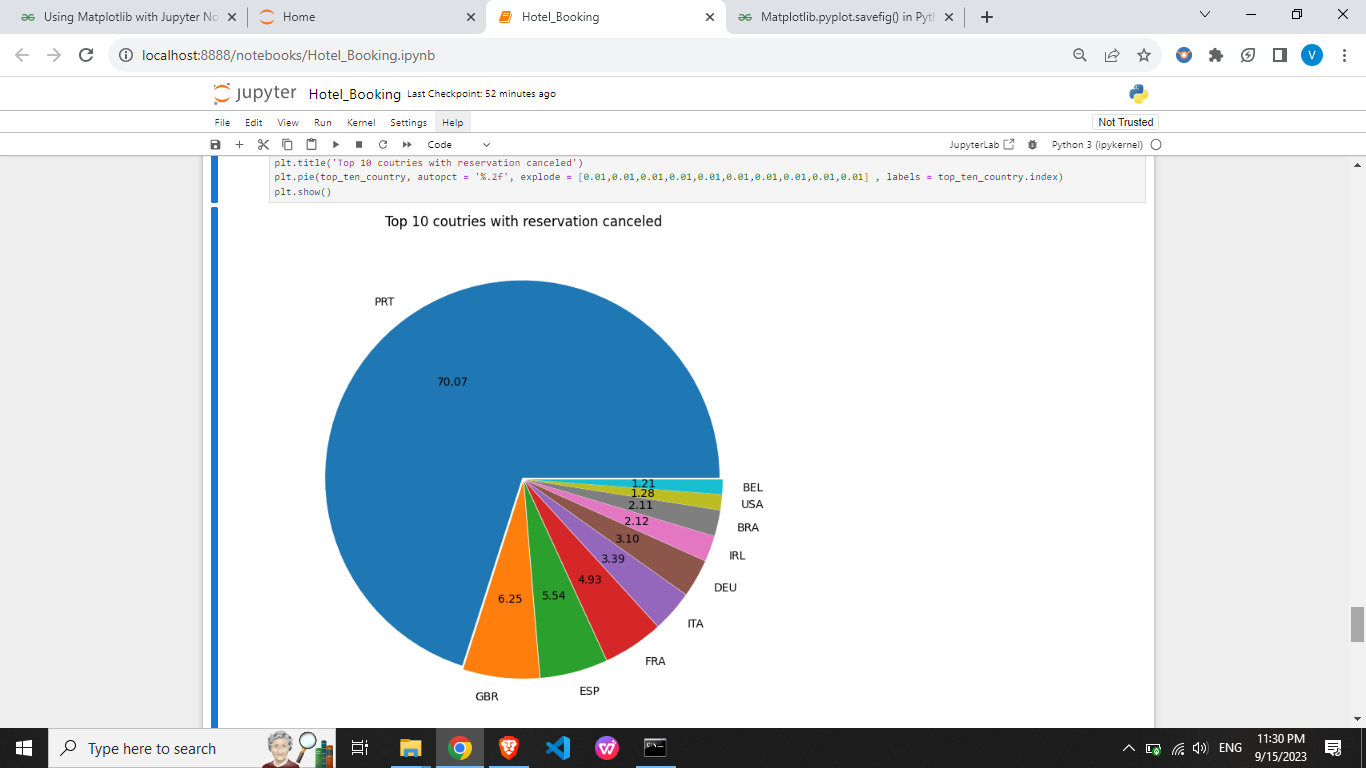 Using Matplotlib with Jupyter No
Home
Hotel_Booking
Matplotlib.pyplot.savefig() in Pyth
localhost:8888/notebooks/Hotel_Booking.ipynb
V
jupyter Hotel_Booking Last Checkpoint: 52 minutes ago
File Edit View Run Kernel Settings Help
Not Trusted
Code
JupyterLab
Python 3 (ipykernel)
plt.title('Top 10 coutries with reservation canceled')
plt.pie(top_ten_country, autopct = '%.2f', explode = [0.01,0.01,0.01,0.01,0.01,0.01,0.01,0.01,0.01,0.01] , labels = top_ten_country.index)
plt.show()
Top 10 coutries with reservation canceled
PRT
70.07
1.21
BEL
1.28
USA
2.11
BRA
2.12
IRL
3.10
DEU
3.39
ITA
4.93
FRA
5.54
ESP
6.25
GBR
Type here to search
ENG
11:30 PM
9/15/2023